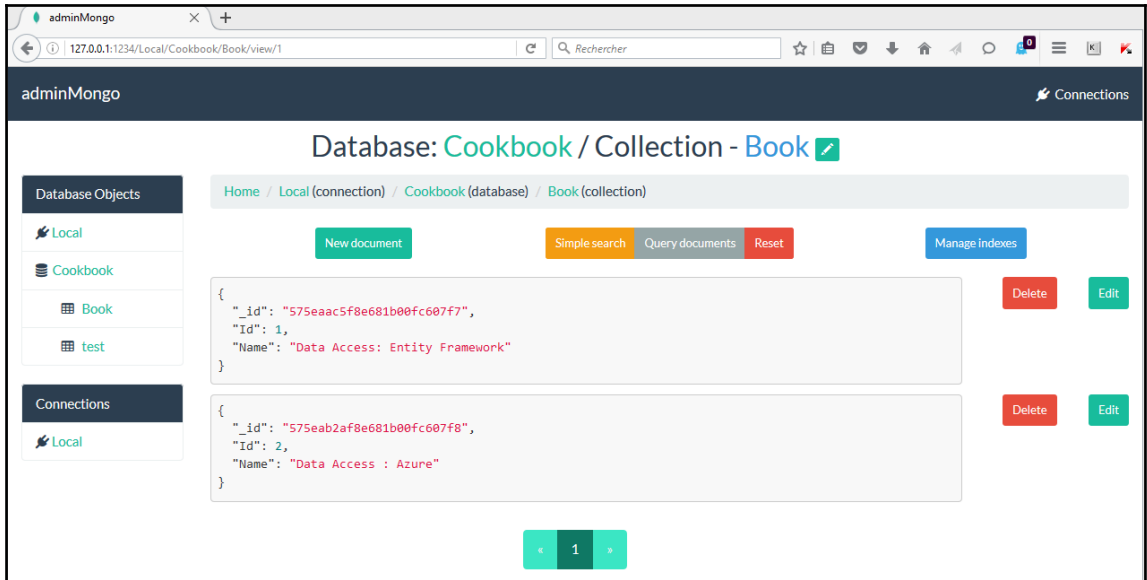 adminMongo
127.0.0.1:1234/Local/Cookbook/Book/view/1
Rechercher
0
K
adminMongo
Connections
Database: Cookbook / Collection - Book
Database Objects
Local
Cookbook
Book
test
Connections
Local
Home / Local (connection) / Cookbook (database) / Book (collection)
New document
Simple search Query documents Reset
Manage indexes
{
"_id": "575eaac5f8e681b00fc607f7",
"Id": 1,
"Name": "Data Access: Entity Framework"
}
Delete Edit
{
"_id": "575eab2af8e681b00fc607f8",
"Id": 2,
"Name": "Data Access : Azure"
}
Delete Edit
« 1 »